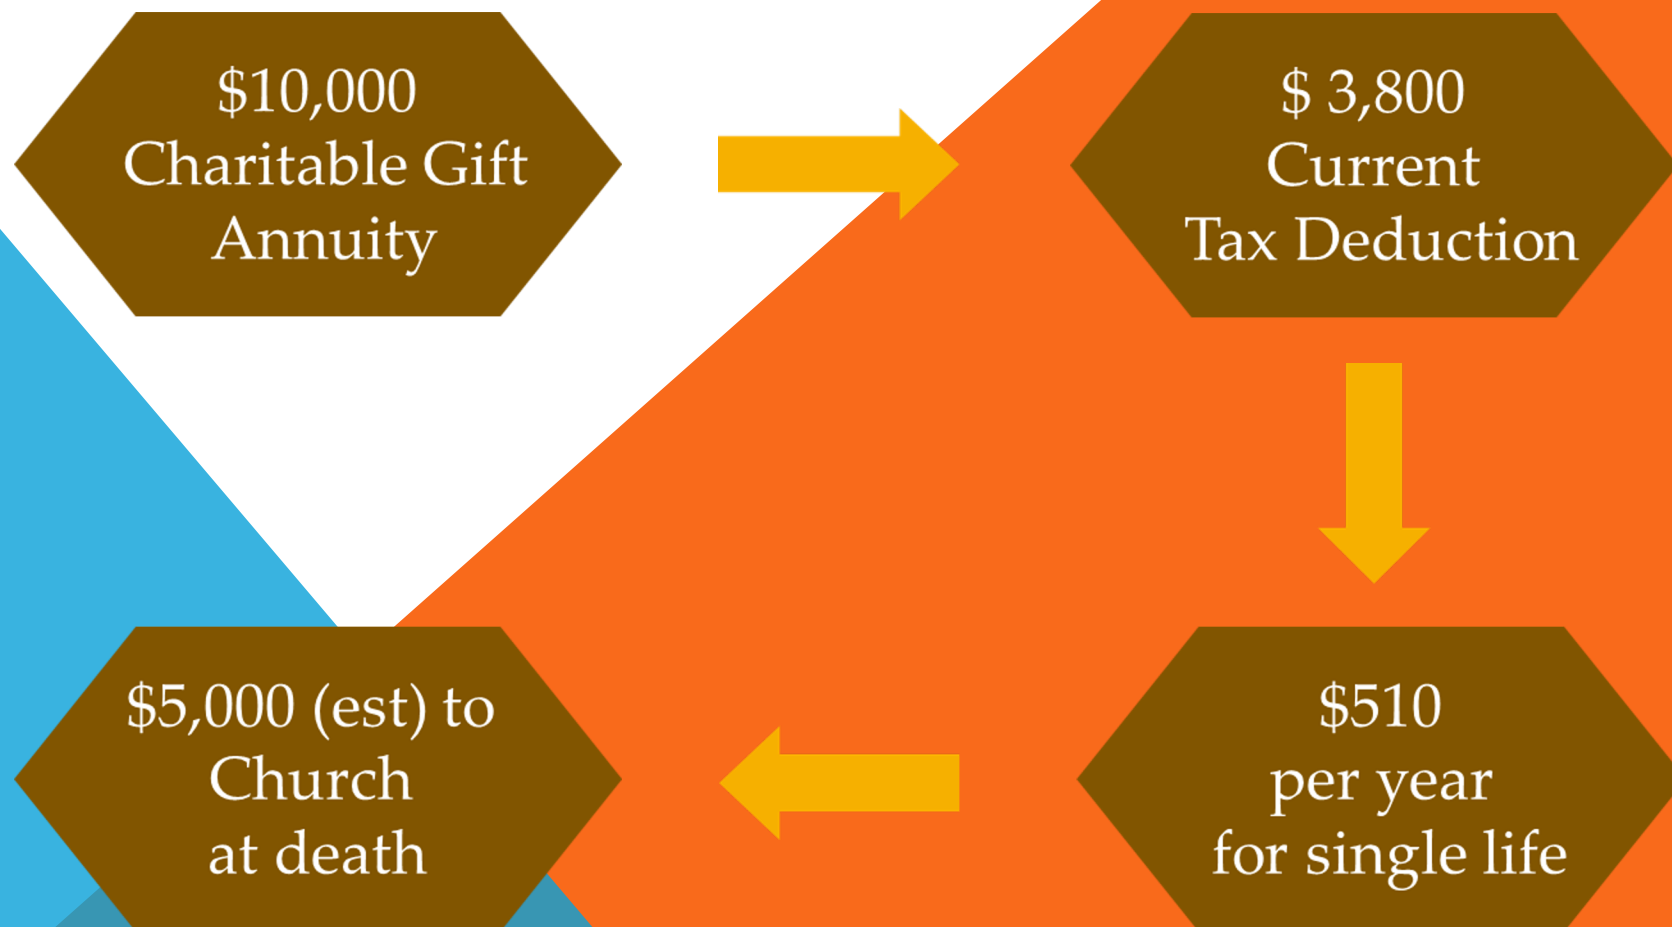 $10,000
Charitable Gift
Annuity
$ 3,800
Current
Tax Deduction
$510
per year
for single life
$5,000 (est) to
Church
at death